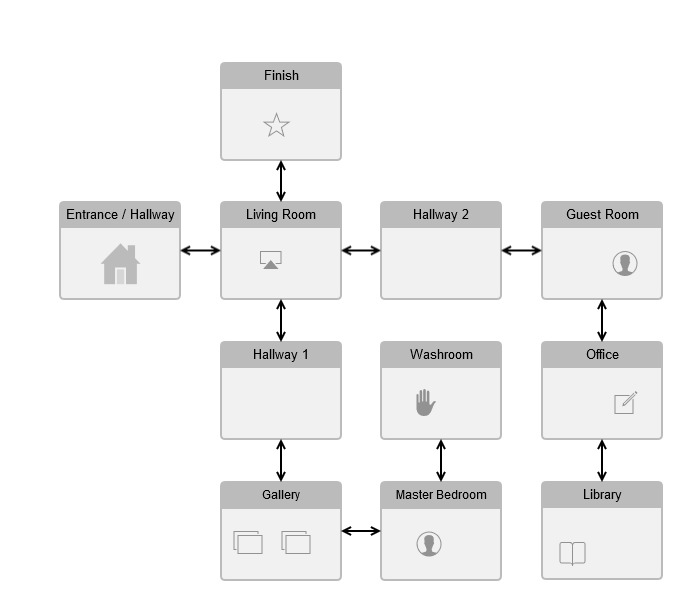 Finish
Entrance / Hallway
Living Room
Hallway 2
Guest Room
Hallway 1
Washroom
Office
Gallery
Master Bedroom
Library